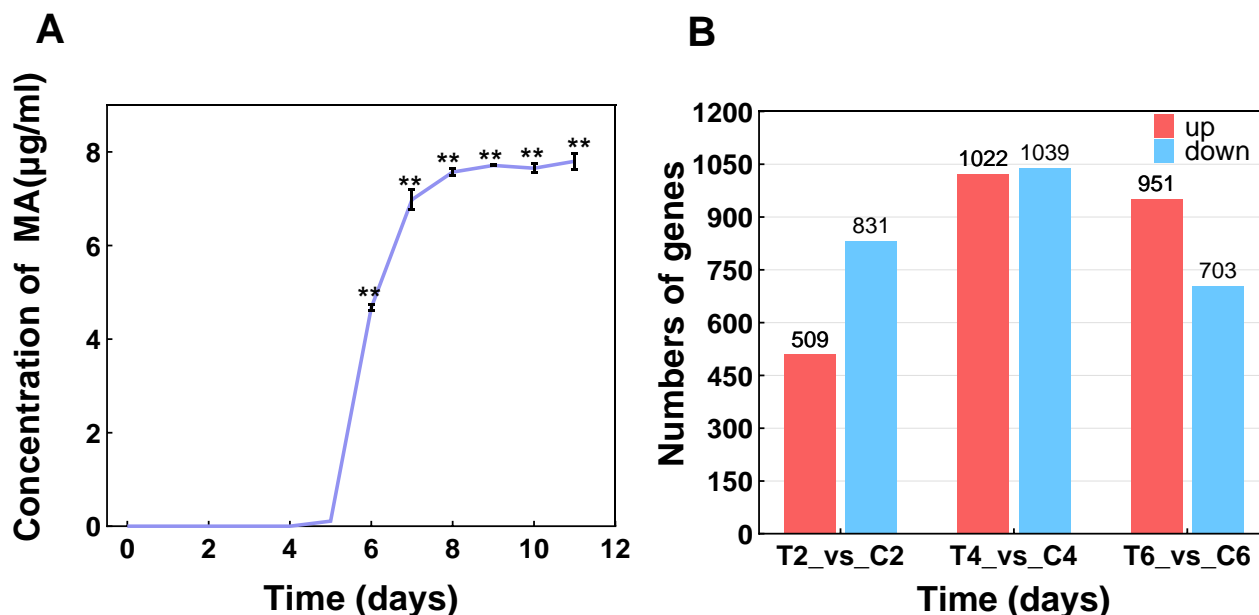 A
Concentration of MA(μg/ml)
8
6
4
2
0
**
**
**
**
**
**
0 2 4 6 8 10 12
Time (days)
B
Numbers of genes
1200
1050
900
750
600
450
300
150
0
up
down
509
831
1022
1039
951
703
T2_vs_C2 T4_vs_C4 T6_vs_C6
Time (days)